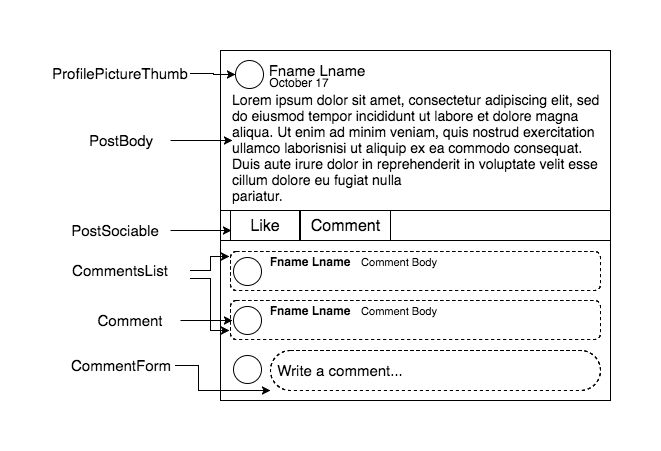 ProfilePictureThumb
Fname Lname
October 17
Lorem ipsum dolor sit amet, consectetur adipiscing elit, sed
do eiusmod tempor incididunt ut labore et dolore magna
aliqua. Ut enim ad minim veniam, quis nostrud exercitation
ullamco laborisnisi ut aliquip ex ea commodo consequat.
Duis aute irure dolor in reprehenderit in voluptate velit esse
cillum dolore eu fugiat nulla
pariatur.
PostBody
PostSociable
Like
Comment
CommentsList
Fname Lname Comment Body
Comment
Fname Lname Comment Body
CommentForm
Write a comment...